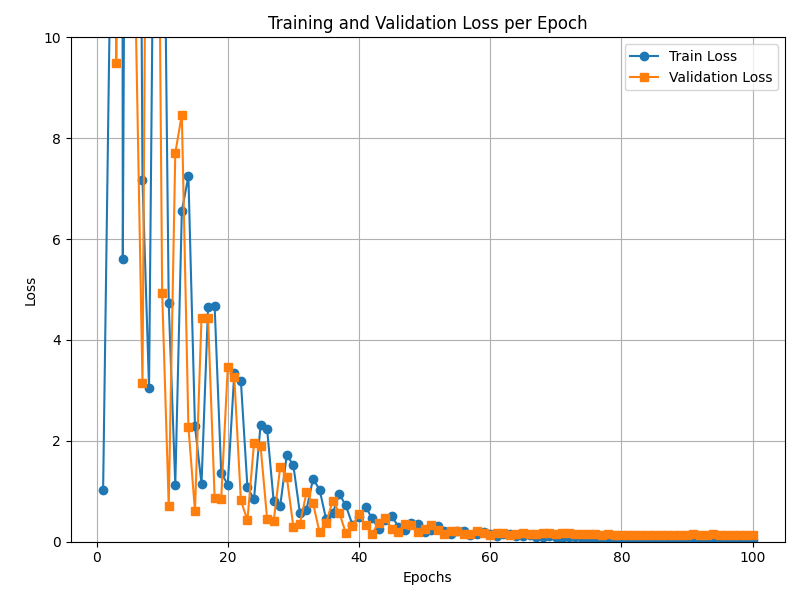 Training and Validation Loss per Epoch
10
8
6
4
2
0
Loss
Train Loss
Validation Loss
0 20 40 60 80 100
Epochs